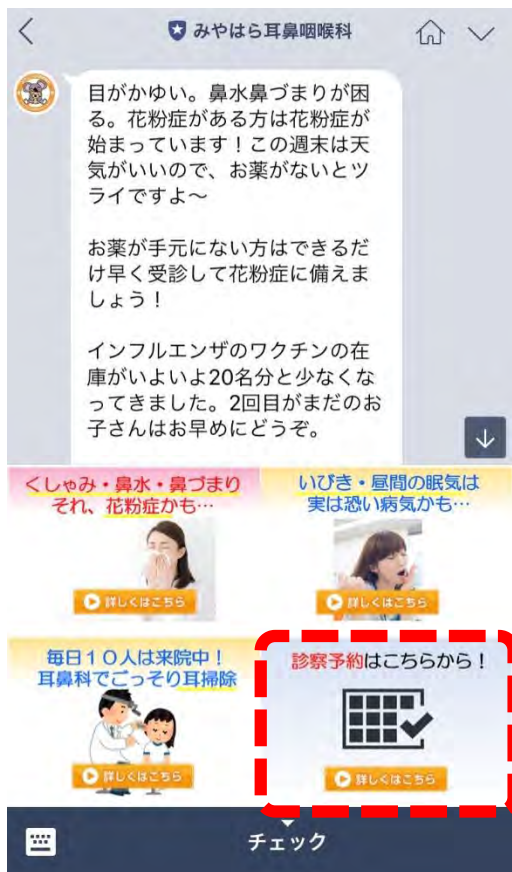 みやはら耳鼻咽喉科
目がかゆい。鼻水鼻づまりが困
る。花粉症がある方は花粉症が
始まっています！この週末は天
気がいいので、お薬がないとツ
ライですよ〜
お薬が手元にない方はできるだ
け早く受診して花粉症に備えま
しょう！
インフルエンザのワクチンの在
庫がいよいよ20名分と少なくな
ってきました。2回目がまだのお
子さんはお早めにどうぞ。
くしゃみ・鼻水・鼻づまり
それ、花粉症かも…
詳しくはこちら
いびき・昼間の眠気は
実は恐い病気かも…
詳しくはこちら
毎日１０人は来院中！
耳鼻科でごっそり耳掃除
詳しくはこちら
診察予約はこちらから！
詳しくはこちら
チェック